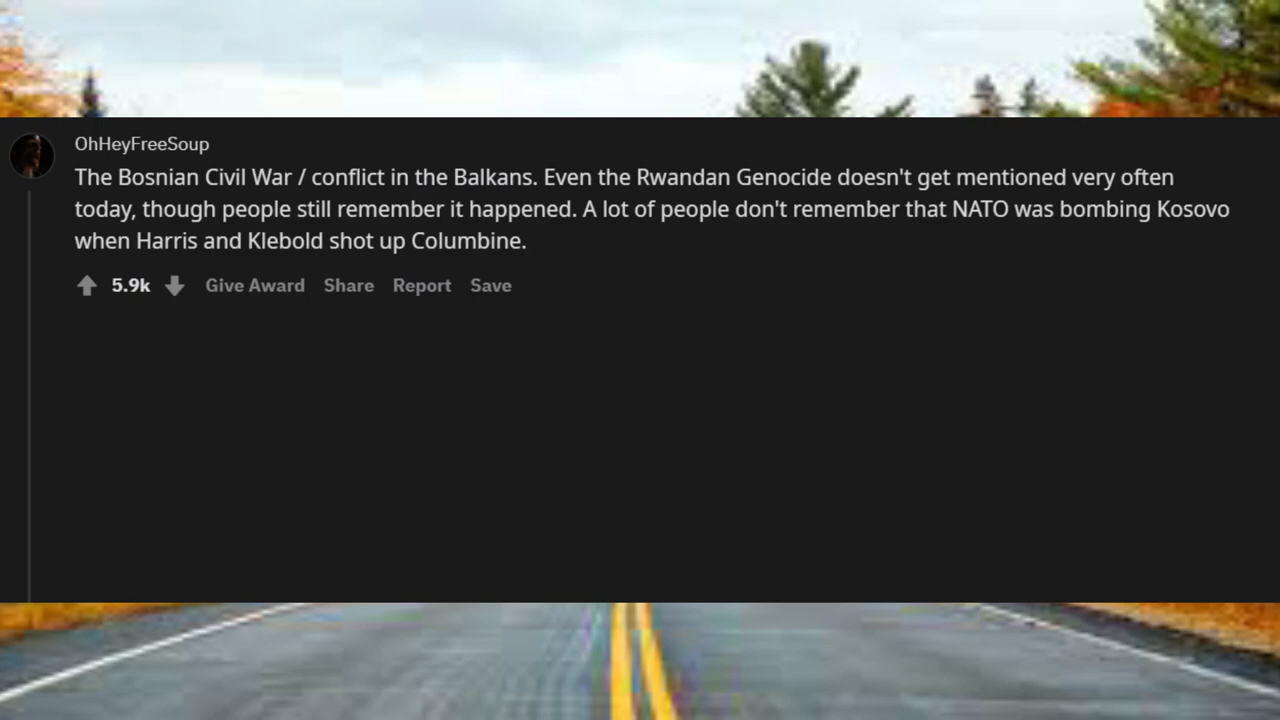 OhHeyFreeSoup
The Bosnian Civil War / conflict in the Balkans. Even the Rwandan Genocide doesn't get mentioned very often
today, though people still remember it happened. A lot of people don't remember that NATO was bombing Kosovo
when Harris and Klebold shot up Columbine.
5.9k Give Award Share Report Save